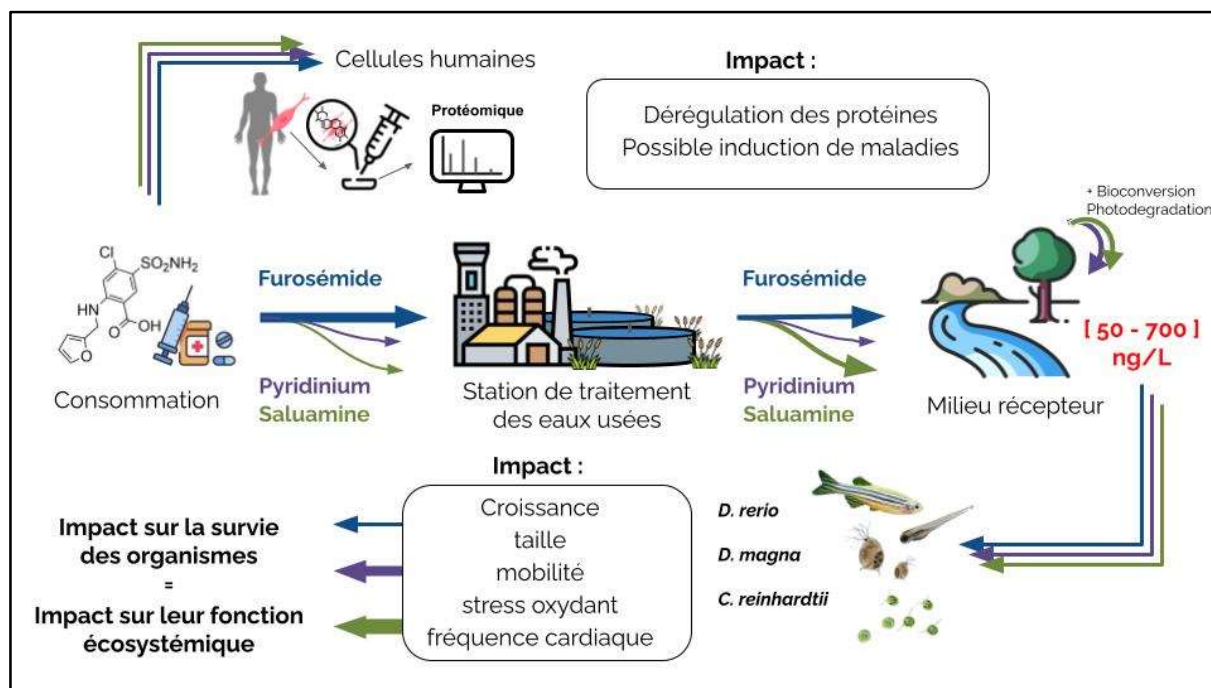 Cellules humaines
Protéomique
Impact :
Dérégulation des protéines
Possible induction de maladies
+ Bioconversion
Photodegradation
Cl
SO₂NH₂
NH
OH
O
O
Consommation
Furosémide
Pyridinium
Saluamine
Station de traitement
des eaux usées
Furosémide
Pyridinium
Saluamine
Milieu récepteur
[ 50 - 700 ]
ng/L
Impact :
Croissance
taille
mobilité
stress oxydant
fréquence cardiaque
Impact sur la survie
des organismes
=
Impact sur leur fonction
écosystémique
D. rerio
D. magna
C. reinhardtii